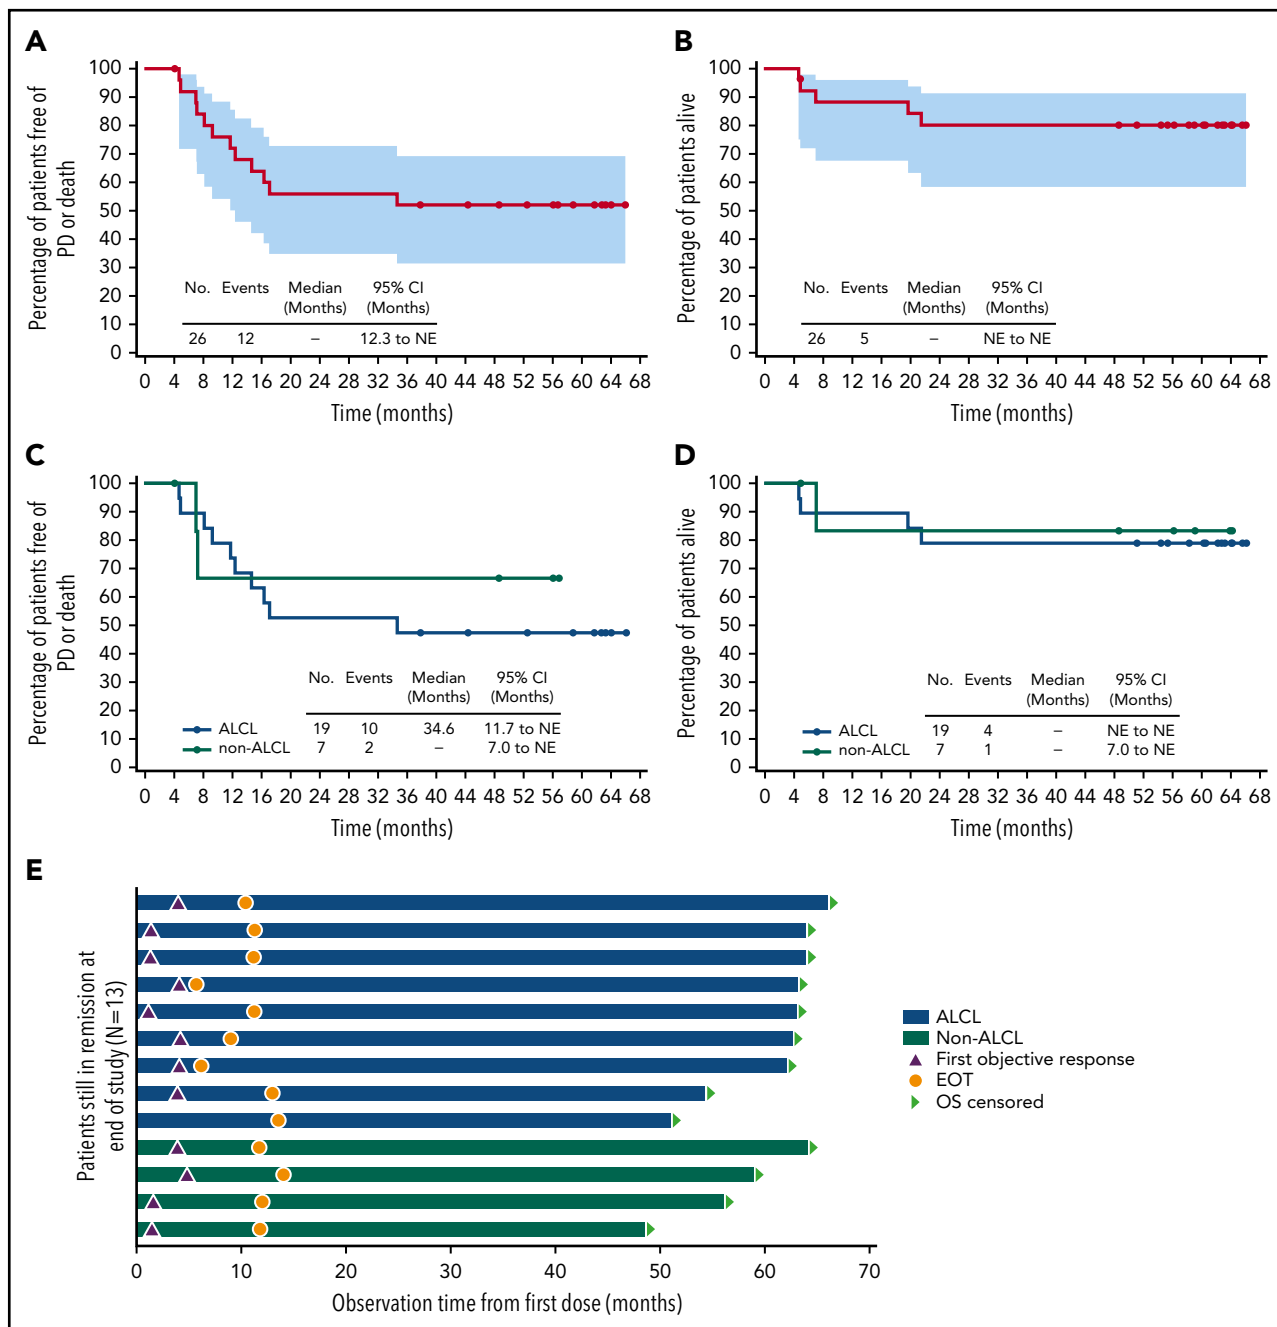 A
Percentage of patients free of
PD or death
100
90
80
70
60
50
40
30
20
10
0
No. Events Median (Months) 95% CI (Months)
26 12 – 12.3 to NE
0 4 8 12 16 20 24 28 32 36 40 44 48 52 56 60 64 68
Time (months)
B
Percentage of patients alive
100
90
80
70
60
50
40
30
20
10
0
No. Events Median (Months) 95% CI (Months)
26 5 – NE to NE
0 4 8 12 16 20 24 28 32 36 40 44 48 52 56 60 64 68
Time (months)
C
Percentage of patients free of
PD or death
100
90
80
70
60
50
40
30
20
10
0
No. Events Median (Months) 95% CI (Months)
ALCL 19 10 34.6 11.7 to NE
non-ALCL 7 2 – 7.0 to NE
0 4 8 12 16 20 24 28 32 36 40 44 48 52 56 60 64 68
Time (months)
D
Percentage of patients alive
100
90
80
70
60
50
40
30
20
10
0
No. Events Median (Months) 95% CI (Months)
ALCL 19 4 – NE to NE
non-ALCL 7 1 – 7.0 to NE
0 4 8 12 16 20 24 28 32 36 40 44 48 52 56 60 64 68
Time (months)
E
Patients still in remission at
end of study (N=13)
ALCL
Non-ALCL
First objective response
EOT
OS censored
0 10 20 30 40 50 60 70
Observation time from first dose (months)